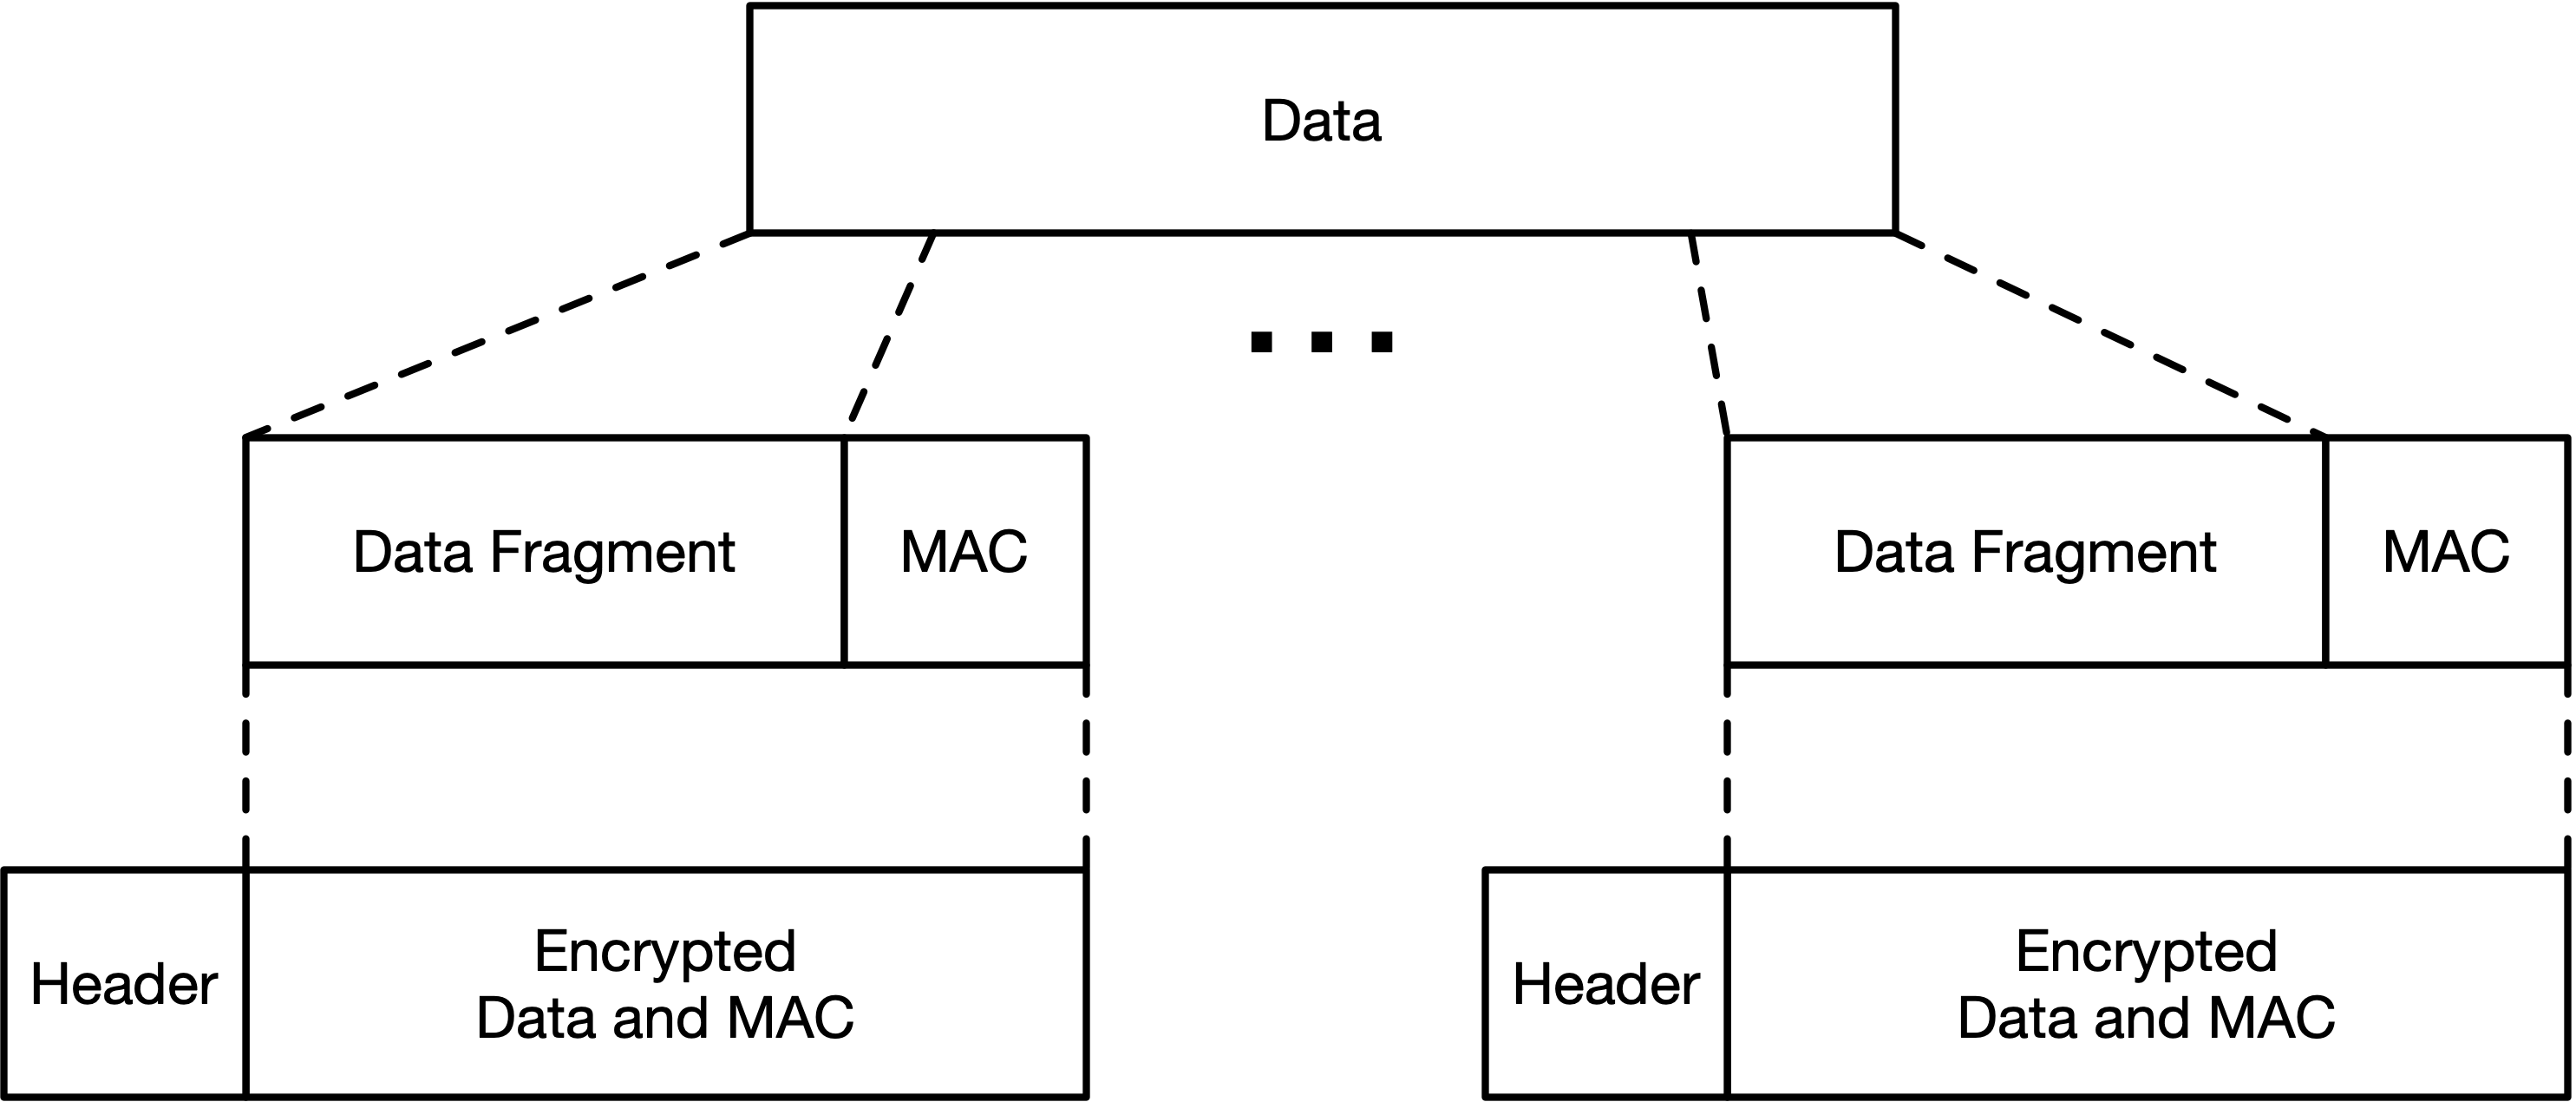 Data
Data Fragment
MAC
Data Fragment
MAC
Header
Encrypted
Data and MAC
Header
Encrypted
Data and MAC